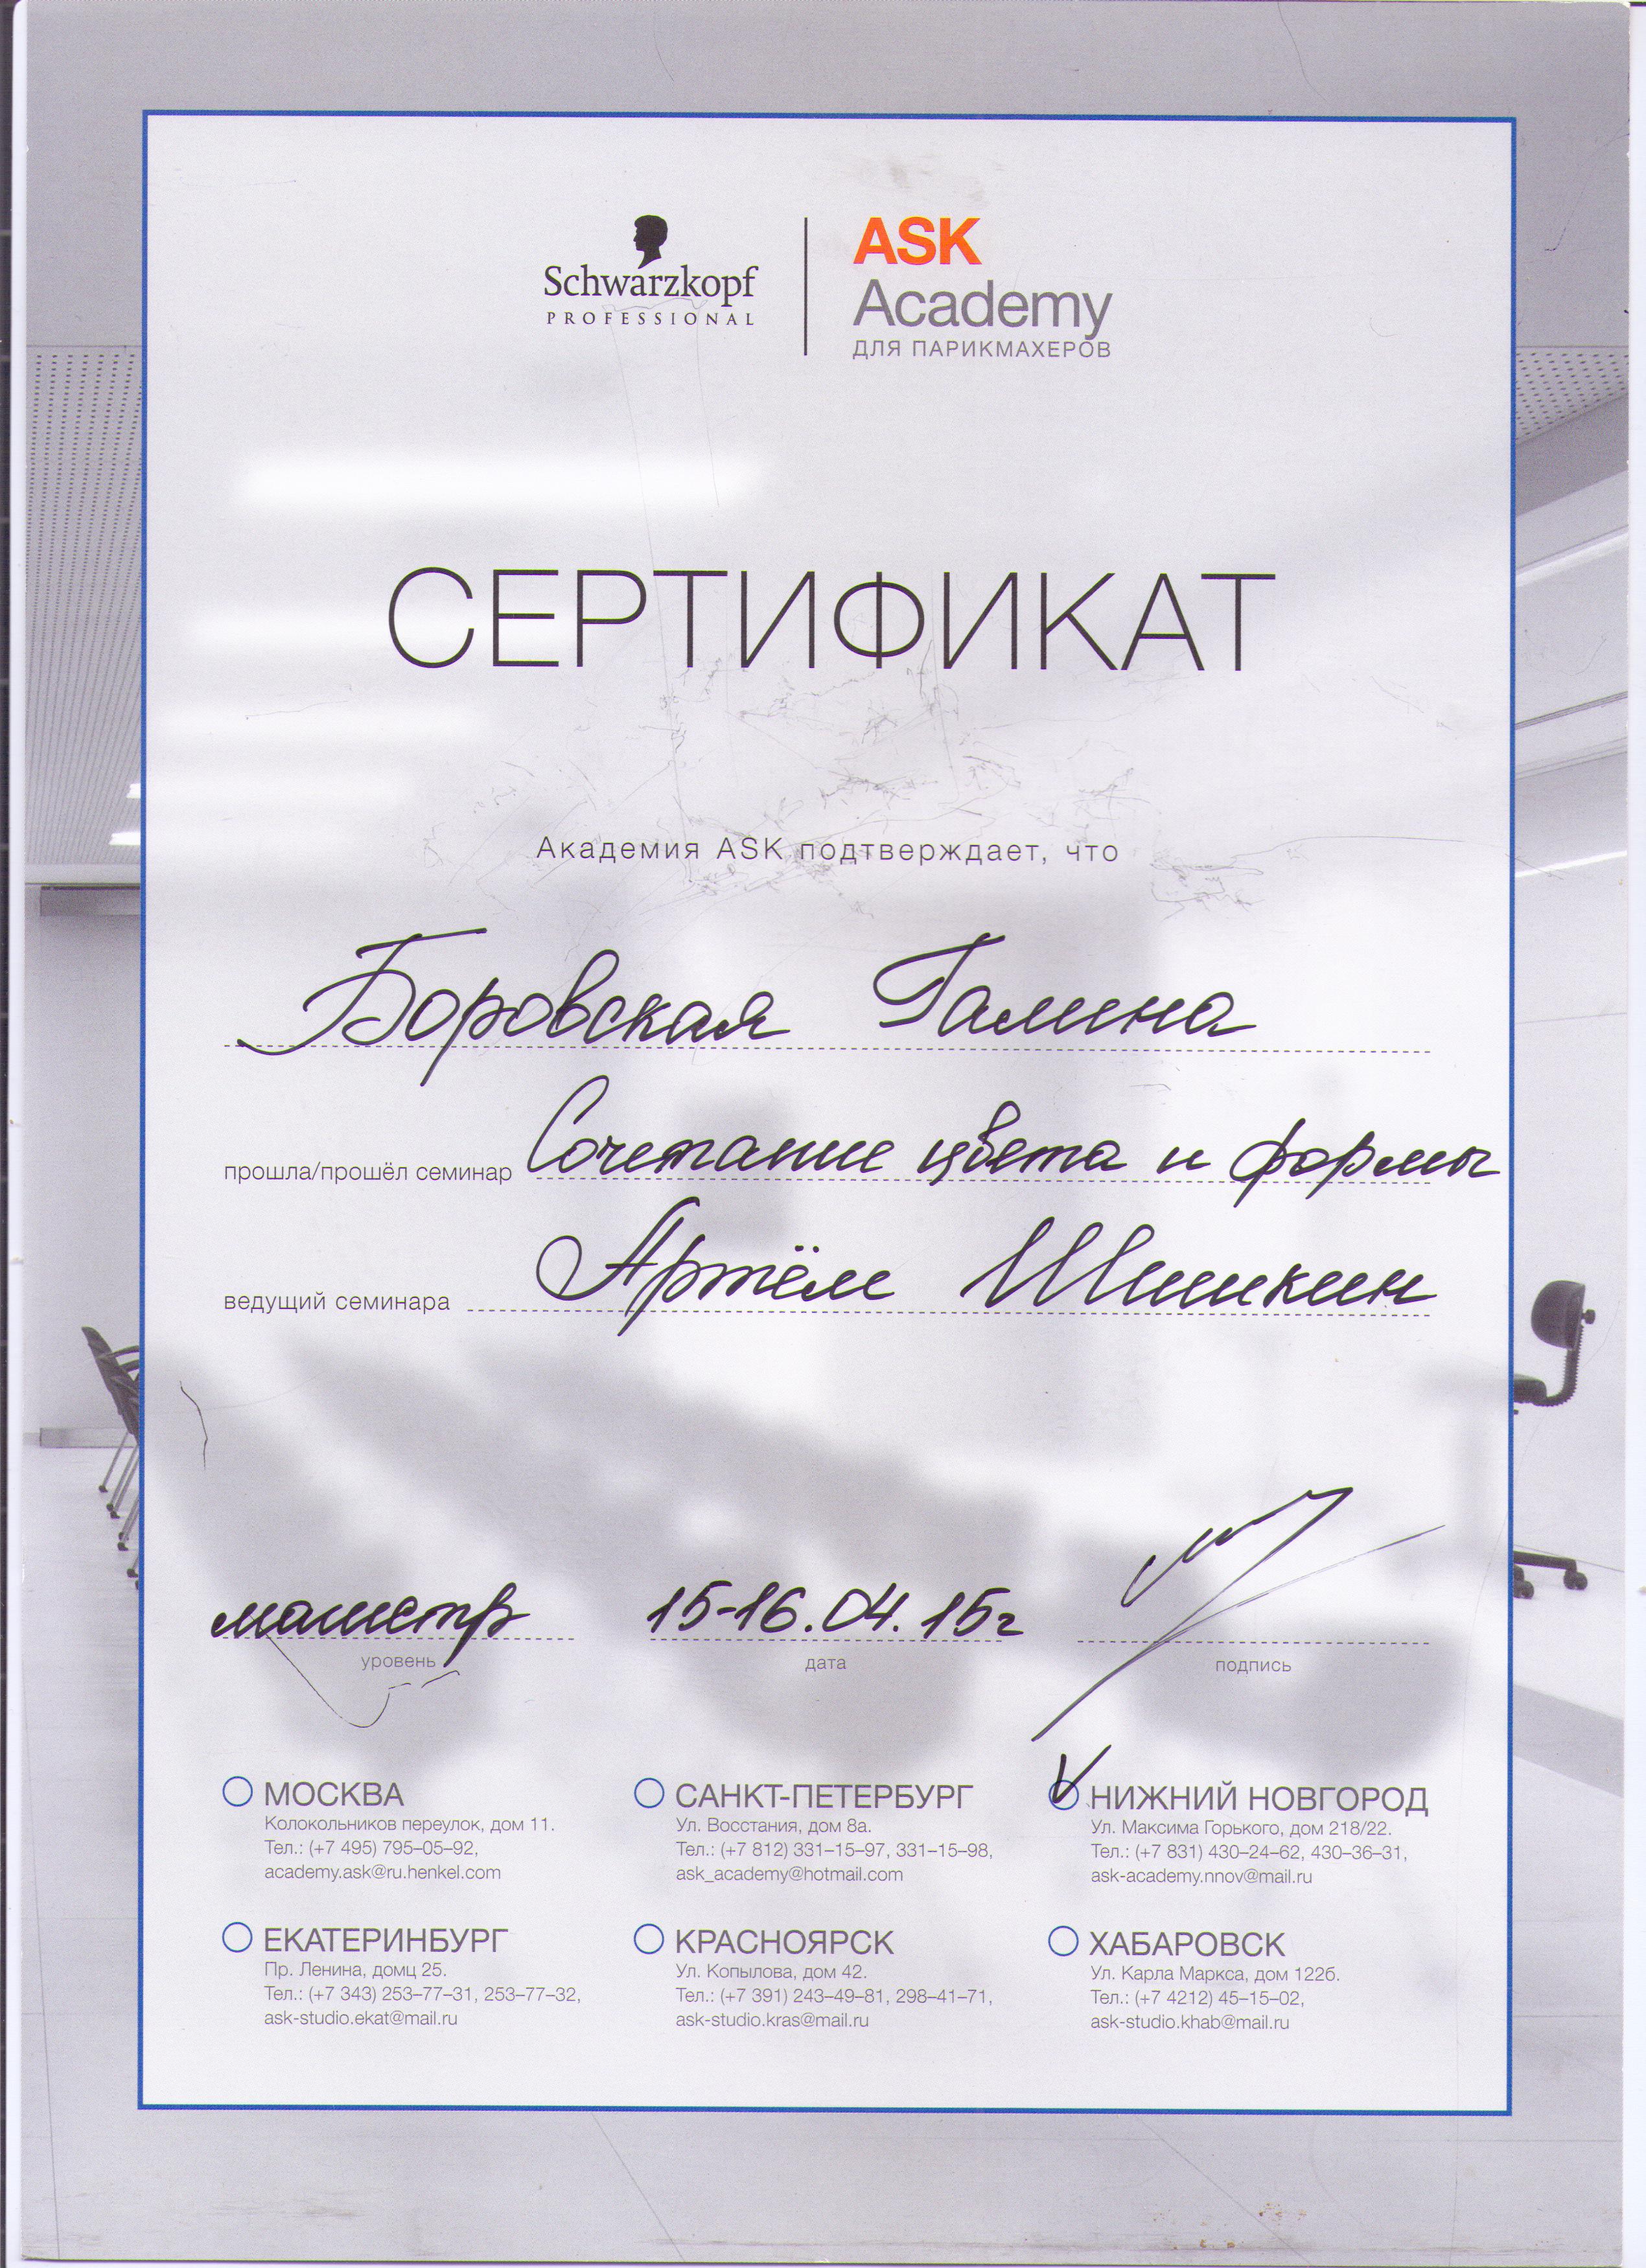 Schwarzkopf
PROFESSIONAL
ASK
Academy
ДЛЯ ПАРИКМАХЕРОВ
СЕРТИФИКАТ
Академия ASK подтверждает, что
Боровская Галина
прошла/прошёл семинар Сочетание цвета и формы
ведущий семинара Артём Шишкин
магистр 15-16.04.15г
уровень дата подпись
МОСКВА
Колокольников переулок, дом 11.
Тел.: (+7 495) 795–05–92,
academy.ask@ru.henkel.com
САНКТ-ПЕТЕРБУРГ
Ул. Восстания, дом 8а.
Тел.: (+7 812) 331–15–97, 331–15–98,
ask_academy@hotmail.com
НИЖНИЙ НОВГОРОД
Ул. Максима Горького, дом 218/22.
Тел.: (+7 831) 430–24–62, 430–36–31,
ask-academy.nnov@mail.ru
ЕКАТЕРИНБУРГ
Пр. Ленина, домц 25.
Тел.: (+7 343) 253–77–31, 253–77–32,
ask-studio.ekat@mail.ru
КРАСНОЯРСК
Ул. Копылова, дом 42.
Тел.: (+7 391) 243–49–81, 298–41–71,
ask-studio.kras@mail.ru
ХАБАРОВСК
Ул. Карла Маркса, дом 122б.
Тел.: (+7 4212) 45–15–02,
ask-studio.khab@mail.ru